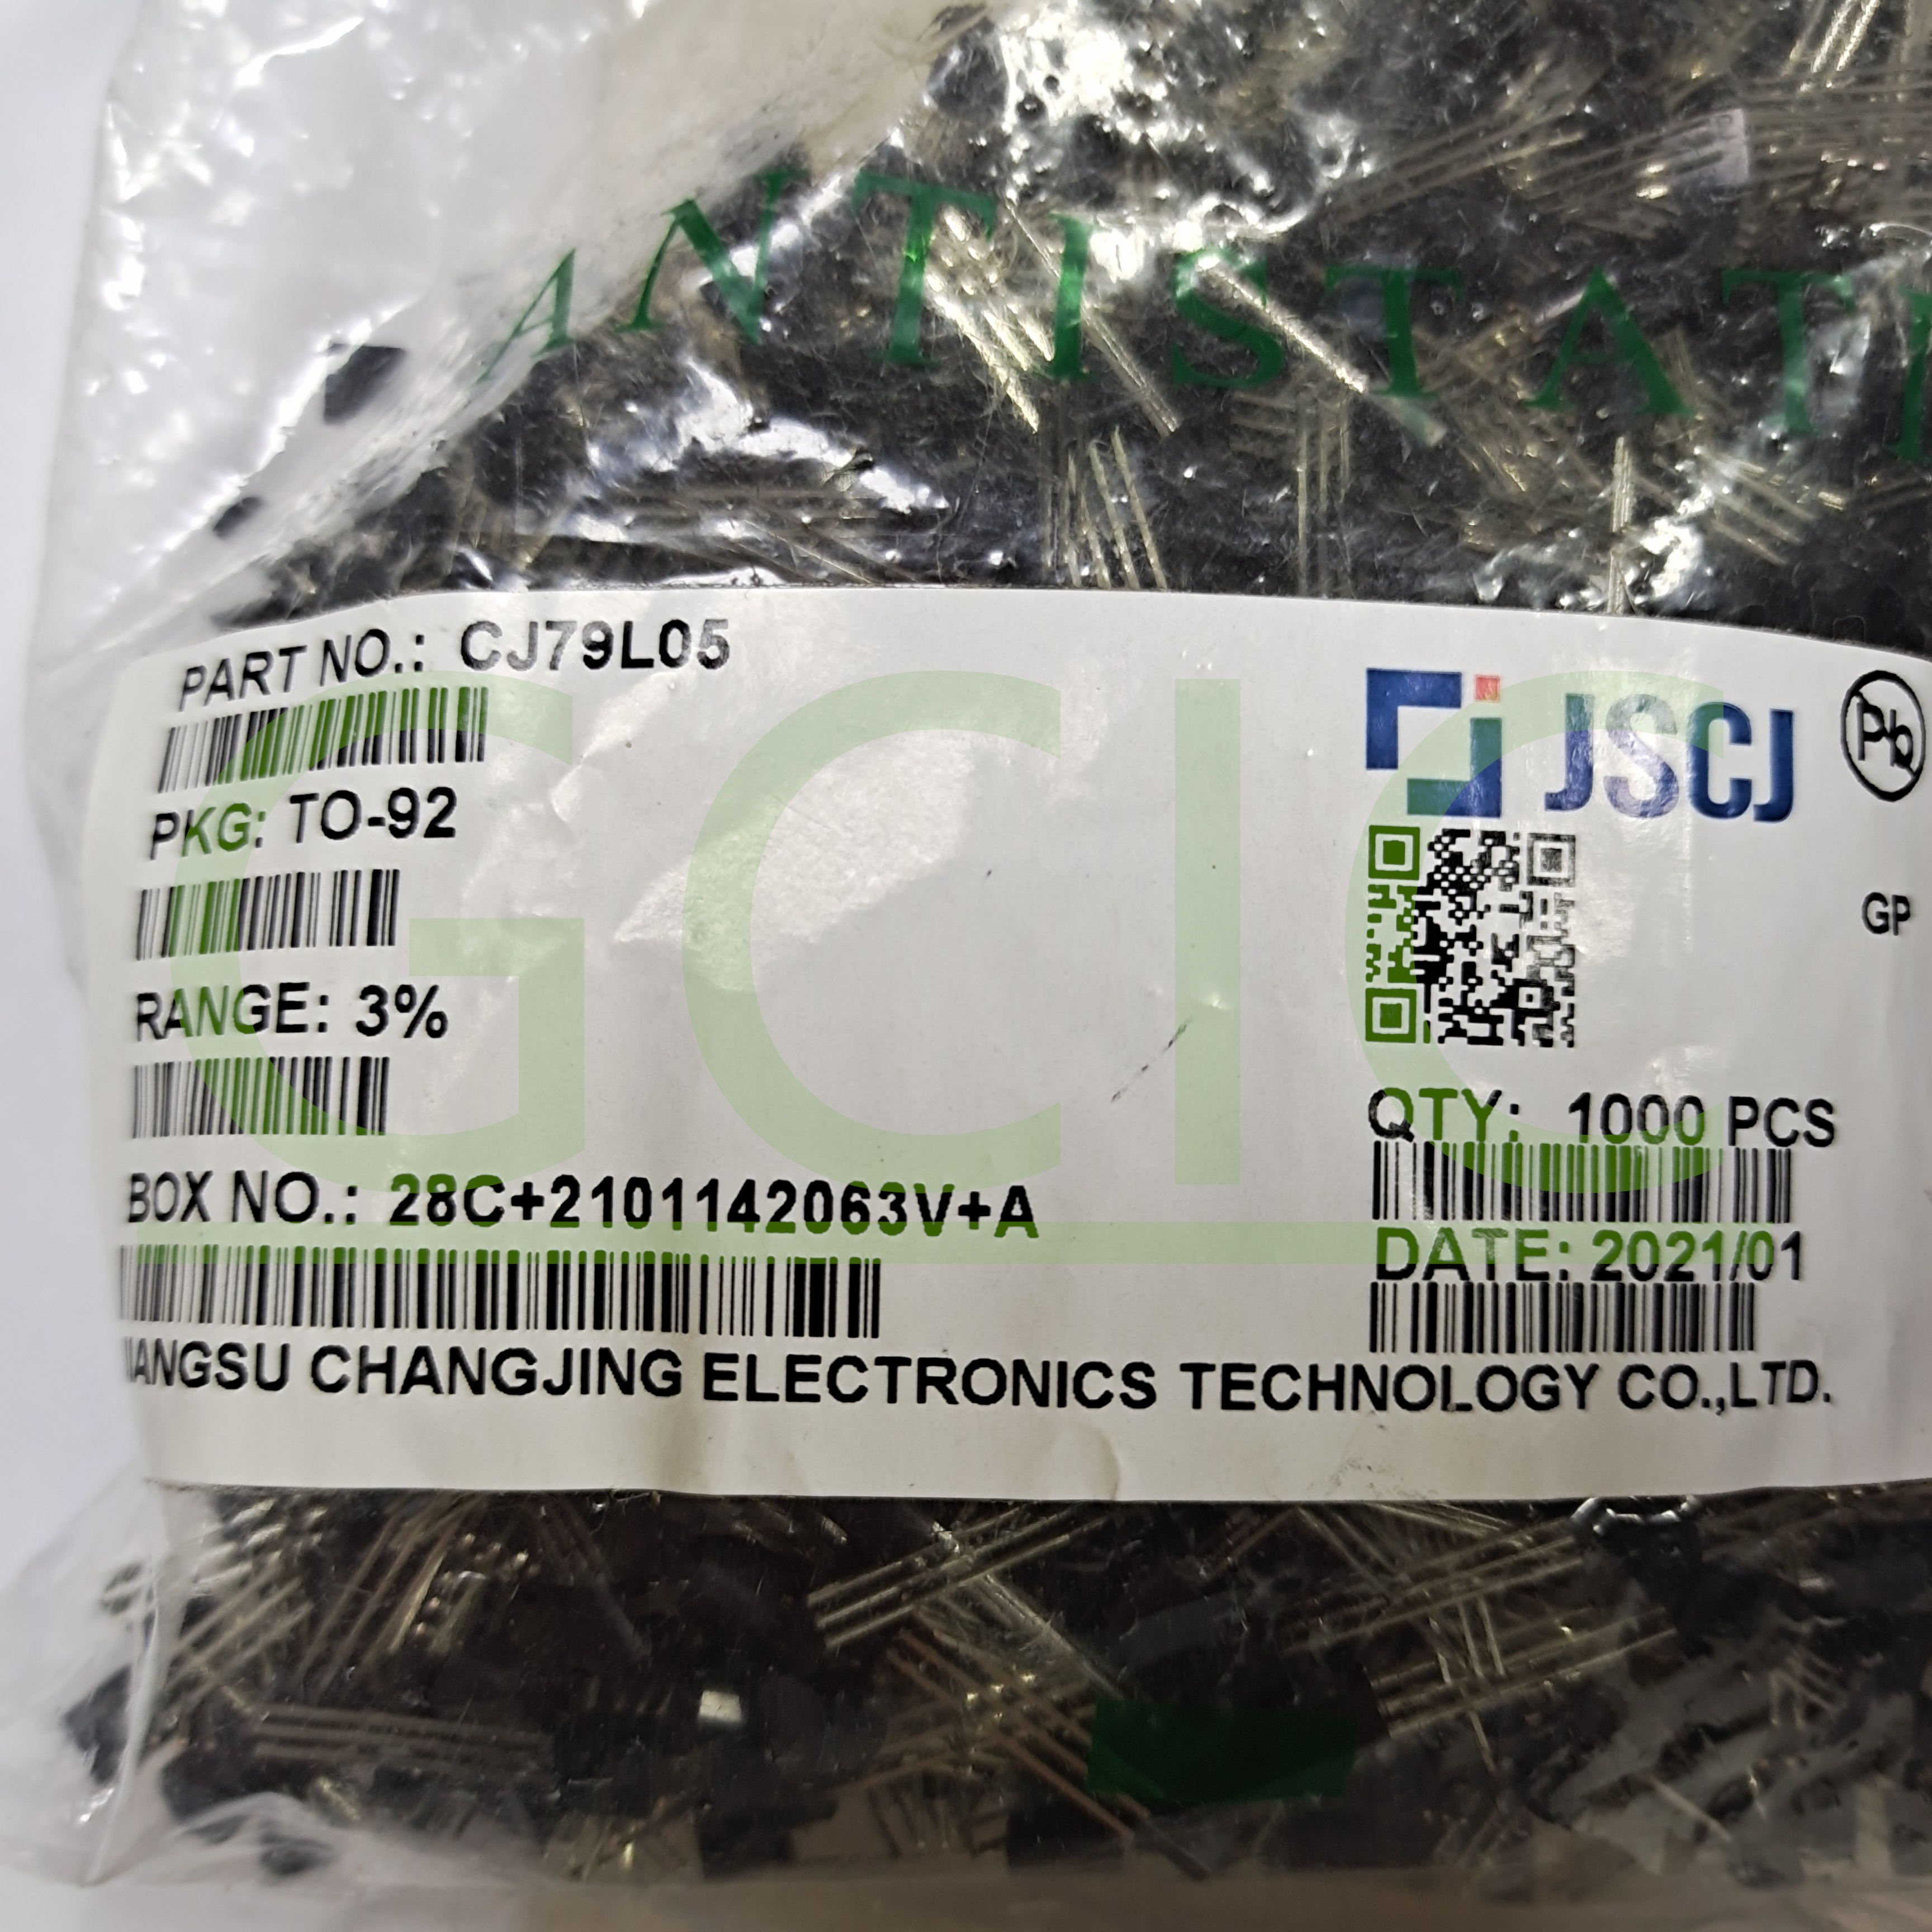 ANTISTATI
PART NO.: CJ79L05
JSCJ
Pb
PKG: TO-92
GP
RANGE: 3%
QTY: 1000 PCS
BOX NO.: 28C+2101142063V+A
DATE: 2021/01
IANGSU CHANGJING ELECTRONICS TECHNOLOGY CO.,LTD.
GCIC